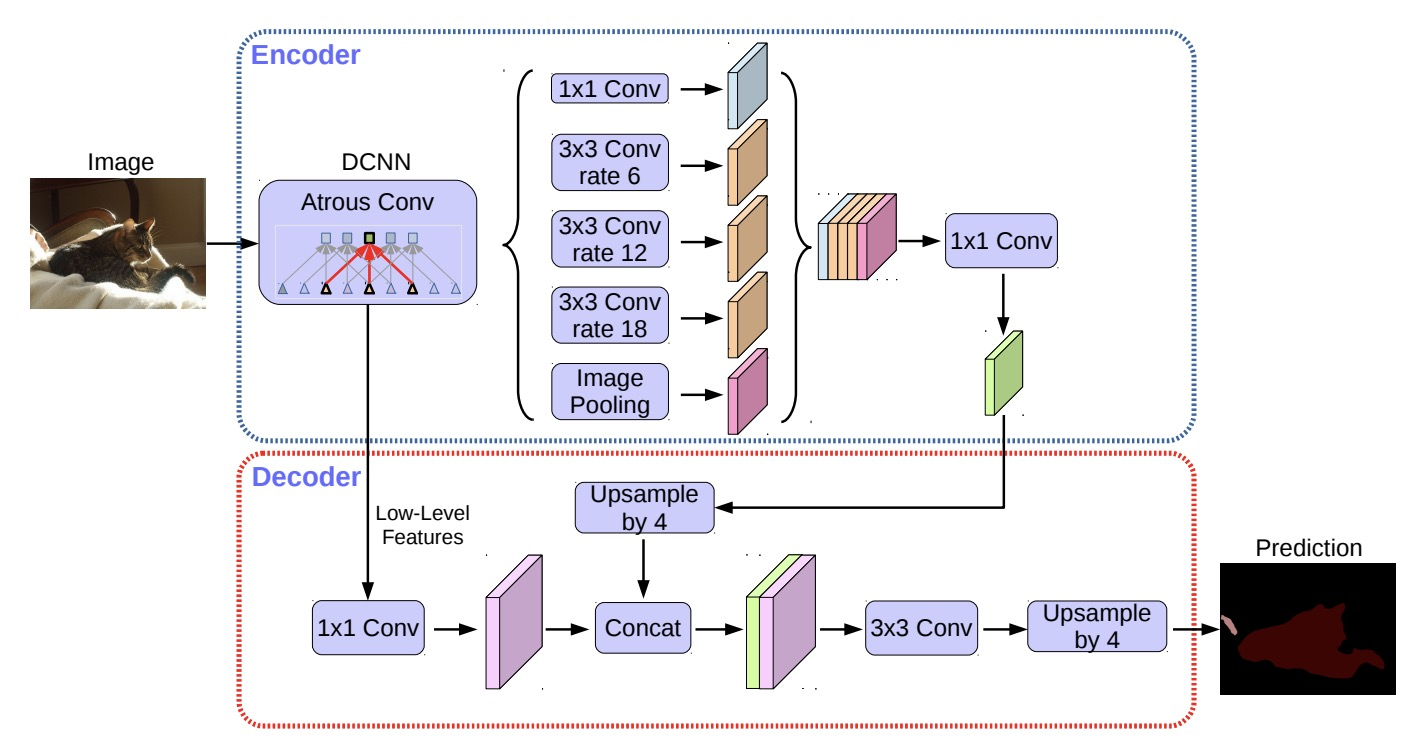 Encoder
Image
DCNN
Atrous Conv
1x1 Conv
3x3 Conv
rate 6
3x3 Conv
rate 12
3x3 Conv
rate 18
Image
Pooling
1x1 Conv
Decoder
Low-Level
Features
Upsample
by 4
1x1 Conv
Concat
3x3 Conv
Upsample
by 4
Prediction